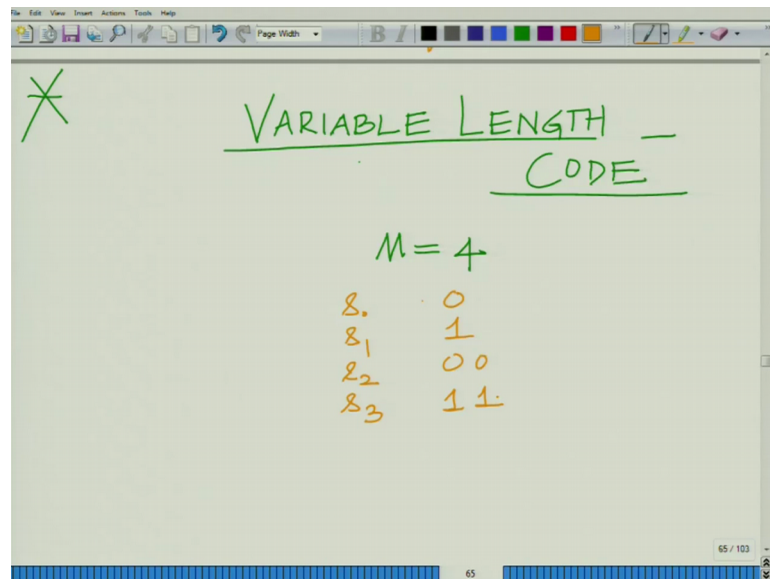 File Edit View Insert Actions Tools Help
Page Width
B I
VARIABLE LENGTH
CODE
M = 4
s. 0
s1 1
s2 00
s3 11.
65 / 103
65